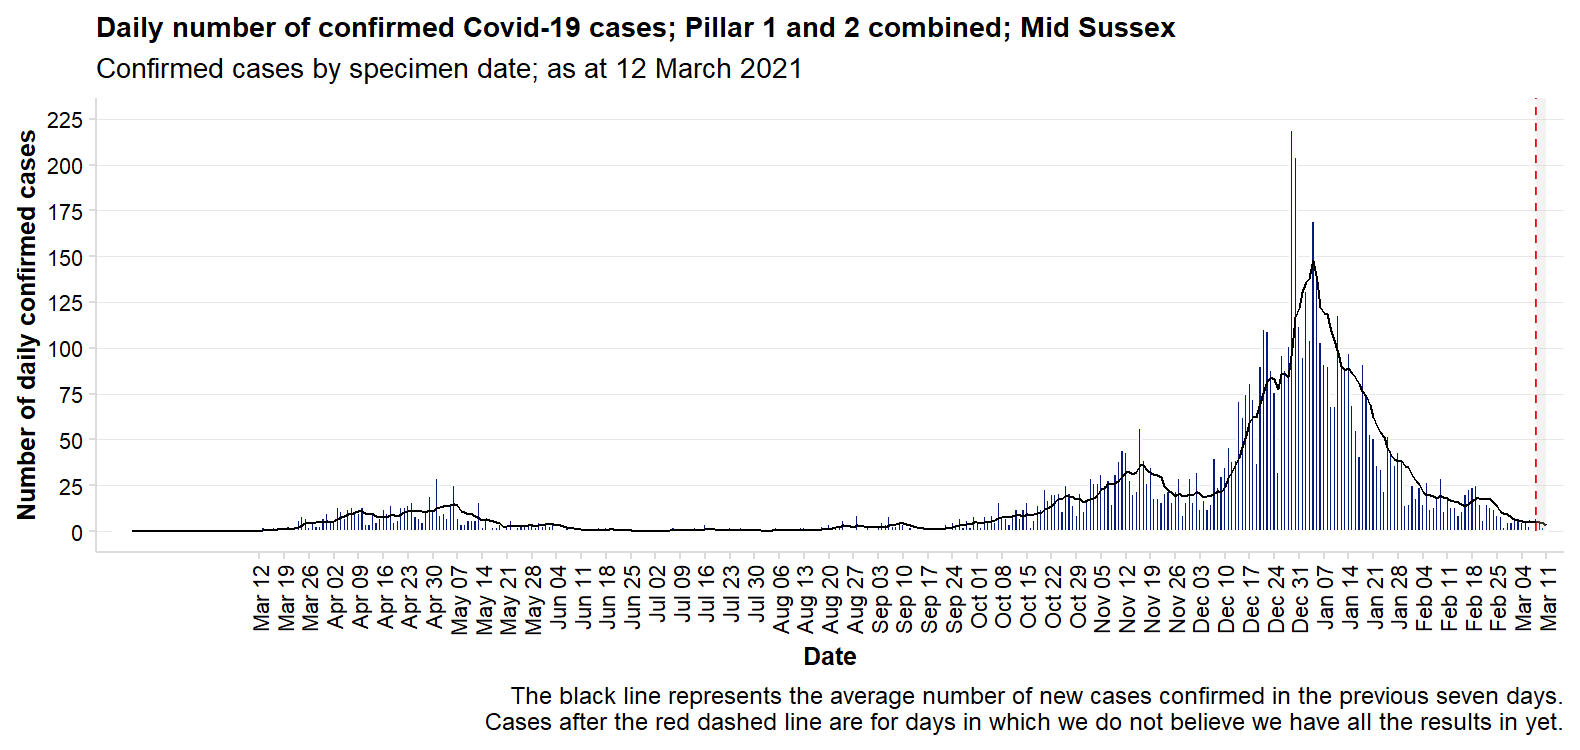 Daily number of confirmed Covid-19 cases; Pillar 1 and 2 combined; Mid Sussex
Confirmed cases by specimen date; as at 12 March 2021
Number of daily confirmed cases
225
200
175
150
125
100
75
50
25
0
Mar 12
Mar 19
Mar 26
Apr 02
Apr 09
Apr 16
Apr 23
Apr 30
May 07
May 14
May 21
May 28
Jun 04
Jun 11
Jun 18
Jun 25
Jul 02
Jul 09
Jul 16
Jul 23
Jul 30
Aug 06
Aug 13
Aug 20
Aug 27
Sep 03
Sep 10
Sep 17
Sep 24
Oct 01
Oct 08
Oct 15
Oct 22
Oct 29
Nov 05
Nov 12
Nov 19
Nov 26
Dec 03
Dec 10
Dec 17
Dec 24
Dec 31
Jan 07
Jan 14
Jan 21
Jan 28
Feb 04
Feb 11
Feb 18
Feb 25
Mar 04
Mar 11
Date
The black line represents the average number of new cases confirmed in the previous seven days.
Cases after the red dashed line are for days in which we do not believe we have all the results in yet.